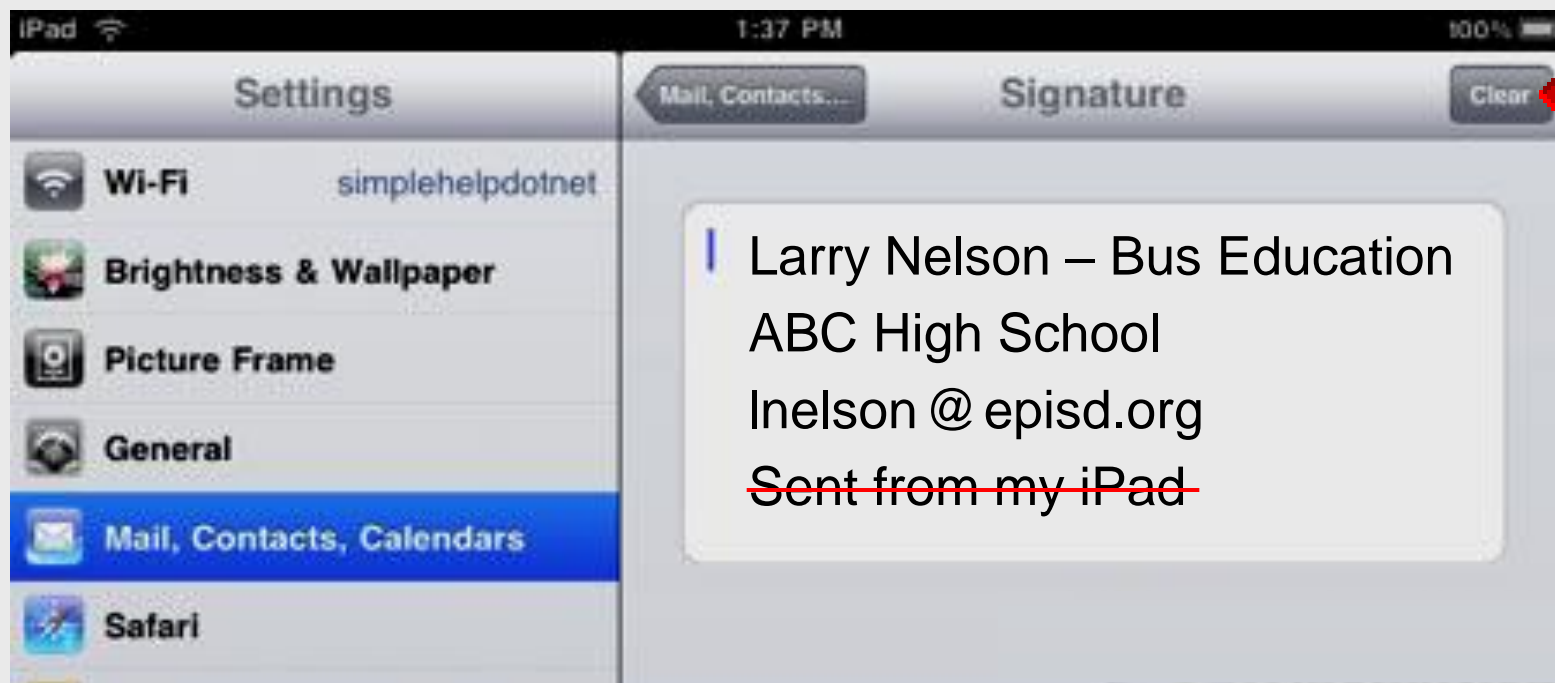 iPad 1:37 PM 100%
Settings
Mail, Contacts... Signature Clear
Wi-Fi simplehelpdotnet
Brightness & Wallpaper
Picture Frame
General
Mail, Contacts, Calendars
Safari
Larry Nelson – Bus Education
ABC High School
lnelson @ episd.org
Sent from my iPad